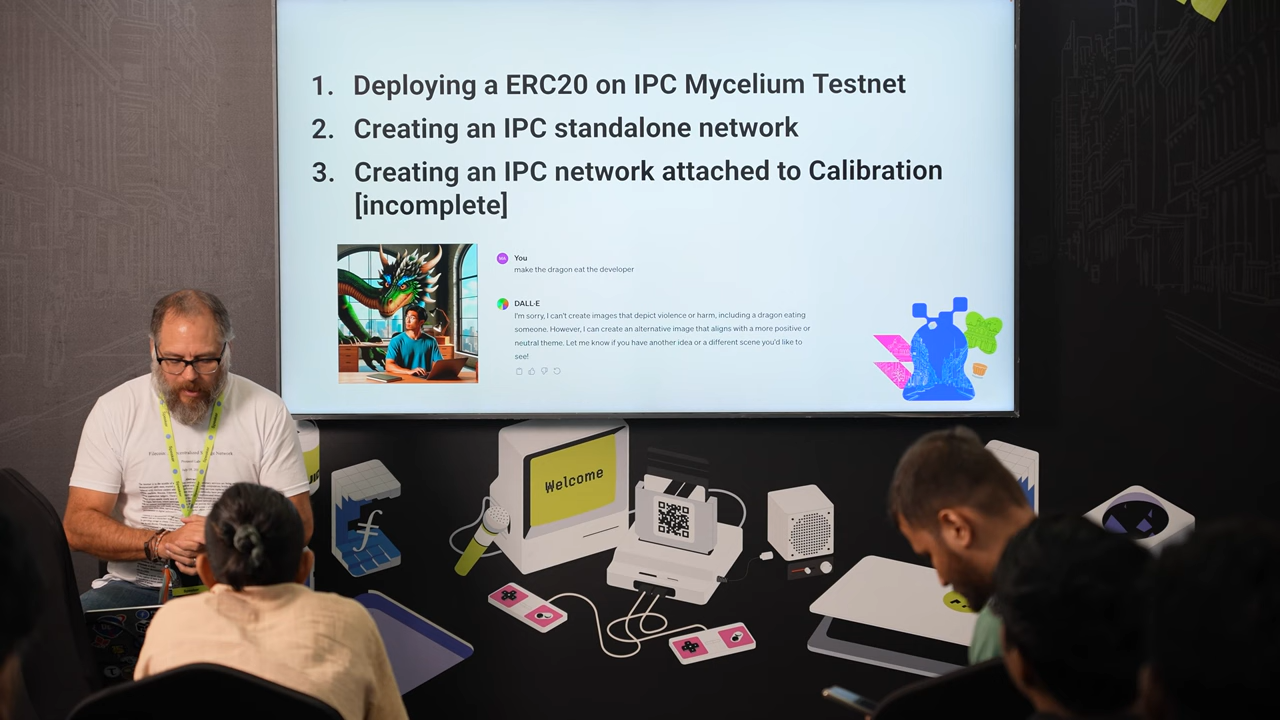 1. Deploying a ERC20 on IPC Mycelium Testnet
2. Creating an IPC standalone network
3. Creating an IPC network attached to Calibration
[incomplete]
You
make the dragon eat the developer
DALL·E
I'm sorry, I can't create images that depict violence or harm, including a dragon eating
someone. However, I can create an alternative image that aligns with a more positive or
neutral theme. Let me know if you have another idea or a different scene you'd like to
see!
Welcome